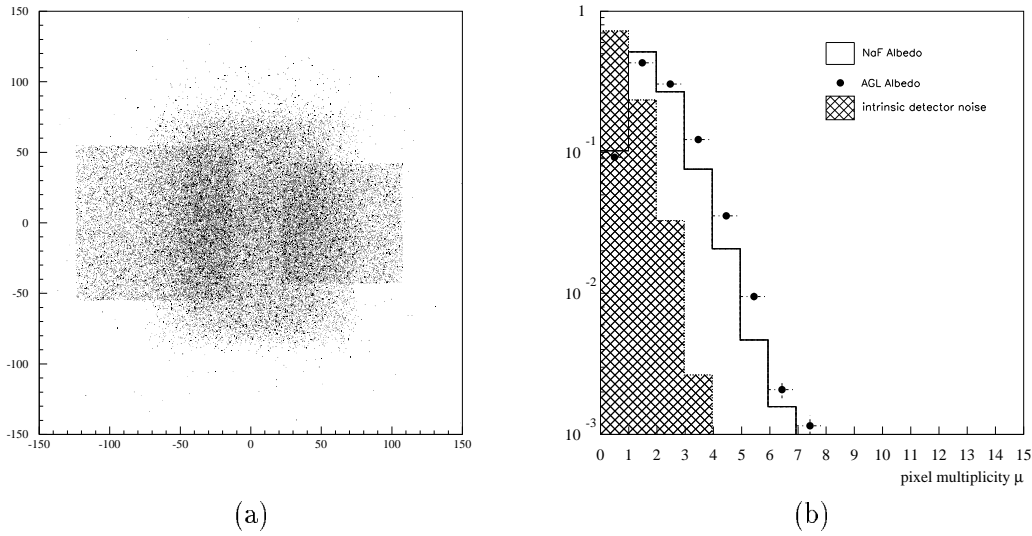 150
100
50
0
-50
-100
-150
-150 -100 -50 0 50 100 150
(a)
1
10 -1
10 -2
10 -3
NaF Albedo
AGL Albedo
intrinsic detector noise
0 1 2 3 4 5 6 7 8 9 10 11 12 13 14 15
pixel multiplicity μ
(b)